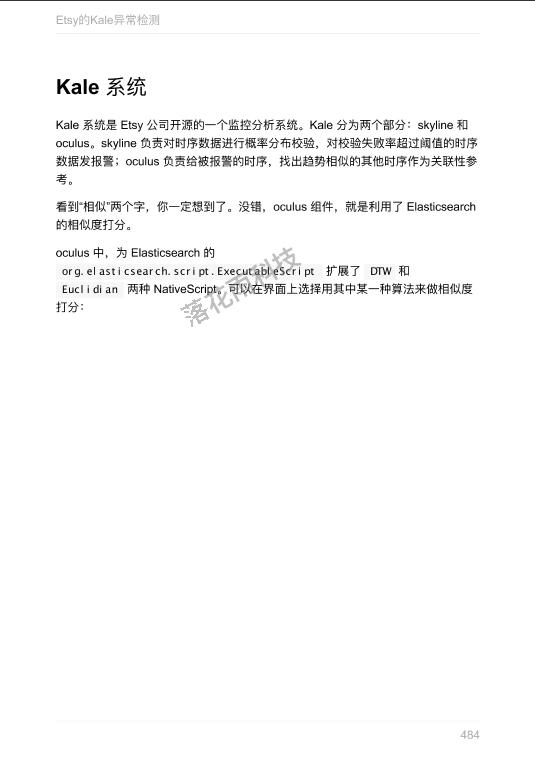 Etsy的Kale异常检测
Kale 系统
Kale 系统是 Etsy 公司开源的一个监控分析系统。Kale 分为两个部分：skyline 和
oculus。skyline 负责对时序数据进行概率分布校验，对校验失败率超过阈值的时序
数据发报警；oculus 负责给被报警的时序，找出趋势相似的其他时序作为关联性参
考。
看到“相似”两个字，你一定想到了。没错，oculus 组件，就是利用了 Elasticsearch
的相似度打分。
oculus 中，为 Elasticsearch 的
org.elasticsearch.script.ExecutableScript 扩展了 DTW 和
Euclidian 两种 NativeScript。可以在界面上选择用其中某一种算法来做相似度
打分：
落花雨科技
484